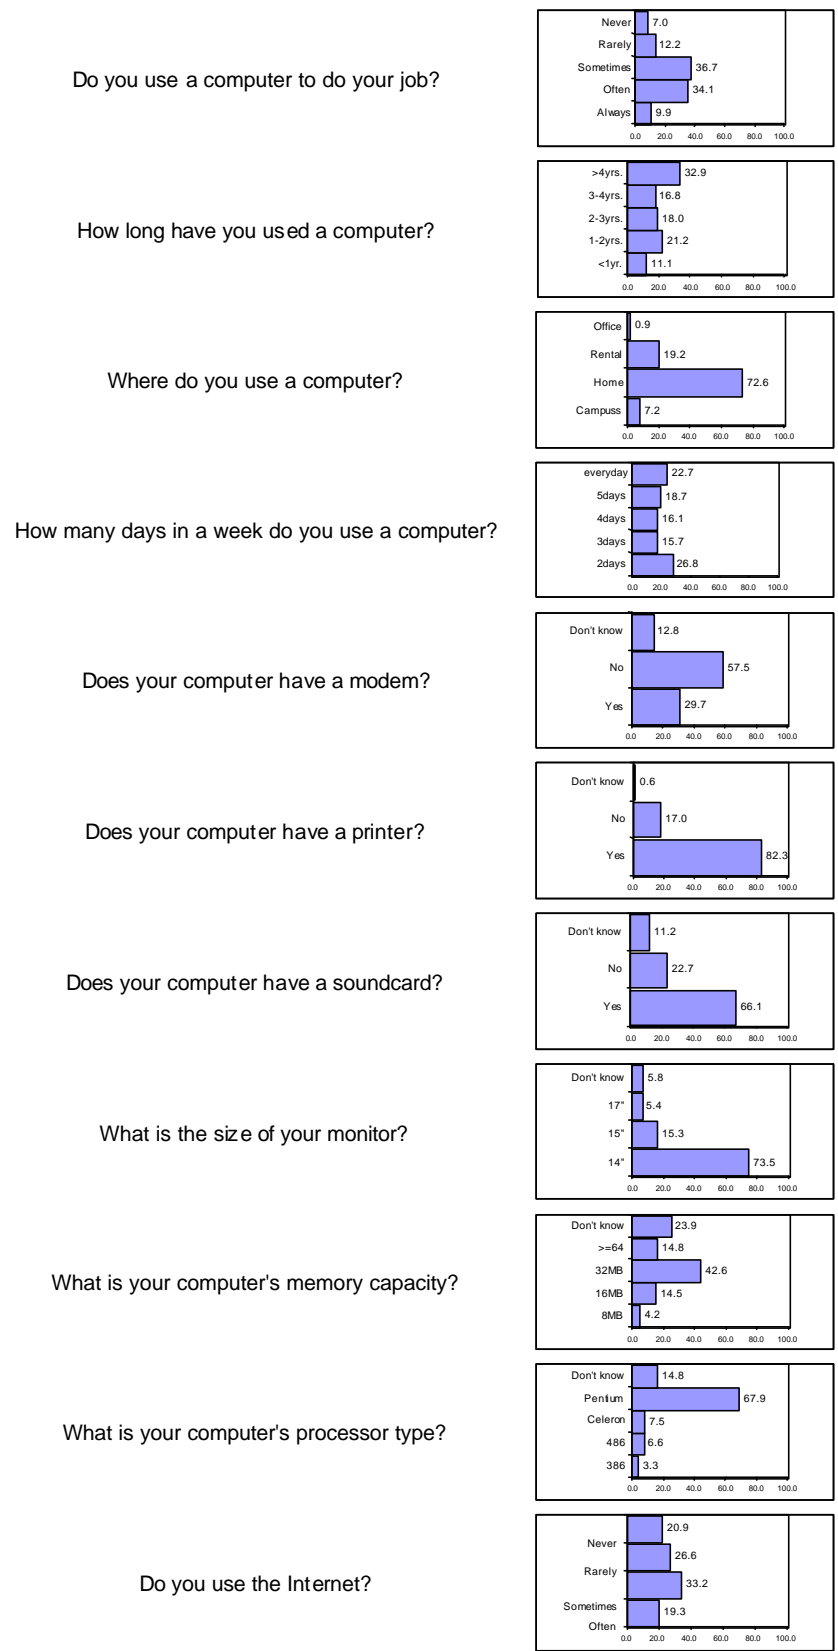 Do you use a computer to do your job?
Never 7.0
Rarely 12.2
Sometimes 36.7
Often 34.1
Always 9.9
0.0 20.0 40.0 60.0 80.0 100.0
How long have you used a computer?
>4yrs. 32.9
3-4yrs. 16.8
2-3yrs. 18.0
1-2yrs. 21.2
<1yr. 11.1
0.0 20.0 40.0 60.0 80.0 100.0
Where do you use a computer?
Office 0.9
Rental 19.2
Home 72.6
Campuss 7.2
0.0 20.0 40.0 60.0 80.0 100.0
How many days in a week do you use a computer?
everyday 22.7
5days 18.7
4days 16.1
3days 15.7
2days 26.8
0.0 20.0 40.0 60.0 80.0 100.0
Does your computer have a modem?
Don't know 12.8
No 57.5
Yes 29.7
0.0 20.0 40.0 60.0 80.0 100.0
Does your computer have a printer?
Don't know 0.6
No 17.0
Yes 82.3
0.0 20.0 40.0 60.0 80.0 100.0
Does your computer have a soundcard?
Don't know 11.2
No 22.7
Yes 66.1
0.0 20.0 40.0 60.0 80.0 100.0
What is the size of your monitor?
Don't know 5.8
17" 5.4
15" 15.3
14" 73.5
0.0 20.0 40.0 60.0 80.0 100.0
What is your computer's memory capacity?
Don't know 23.9
>=64 14.8
32MB 42.6
16MB 14.5
8MB 4.2
0.0 20.0 40.0 60.0 80.0 100.0
What is your computer's processor type?
Don't know 14.8
Pentium 67.9
Celeron 7.5
486 6.6
386 3.3
0.0 20.0 40.0 60.0 80.0 100.0
Do you use the Internet?
20.9
Never
26.6
Rarely
33.2
Sometimes
19.3
Often
0.0 20.0 40.0 60.0 80.0 100.0